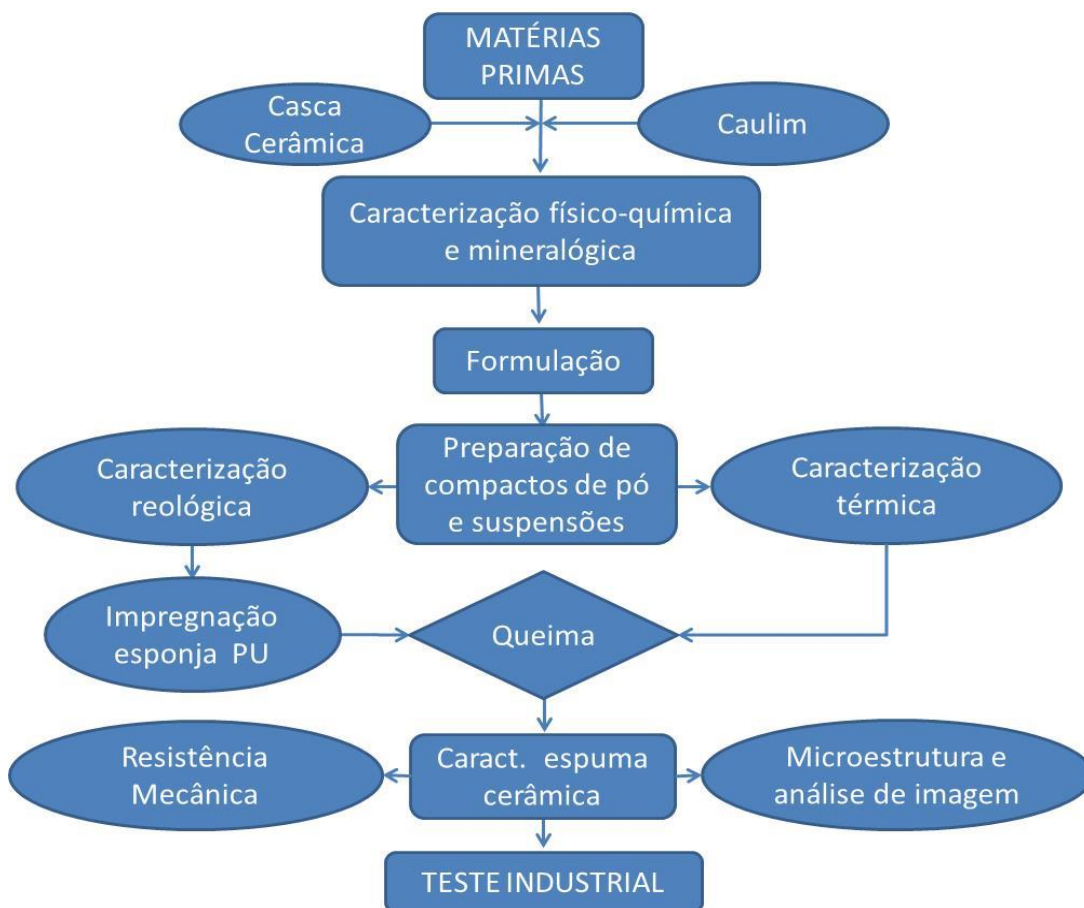 MATÉRIAS
PRIMAS
Casca
Cerâmica
Caulim
Caracterização físico-química
e mineralógica
Formulação
Caracterização
reológica
Preparação de
compactos de pó
e suspensões
Caracterização
térmica
Impregnação
esponja PU
Queima
Resistência
Mecânica
Caract. espuma
cerâmica
Microestrutura e
análise de imagem
TESTE INDUSTRIAL